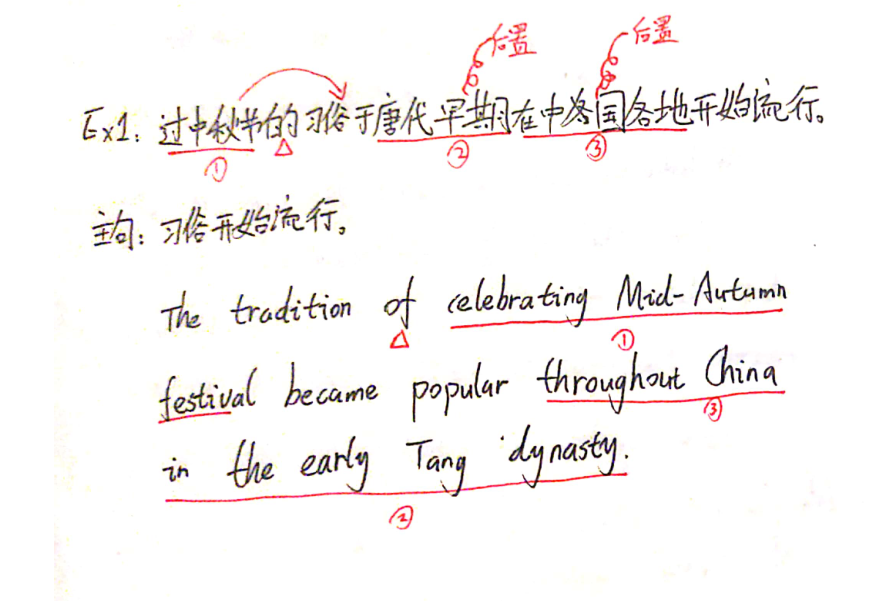 后置 后置
Ex1: 过中秋节的习俗于唐代早期在中国各地开始流行。
△ ① ② ③
主句: 习俗开始流行。
The tradition of celebrating Mid-Autumn
△ ①
festival became popular throughout China
③
in the early Tang dynasty.
②